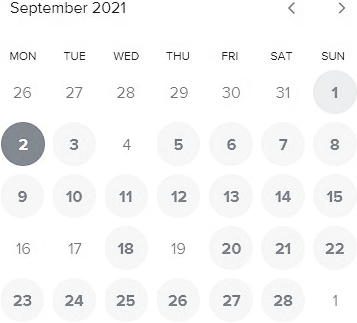 September 2021
MON TUE WED THU FRI SAT SUN
26 27 28 29 30 31 1
2 3 4 5 6 7 8
9 10 11 12 13 14 15
16 17 18 19 20 21 22
23 24 25 26 27 28 1